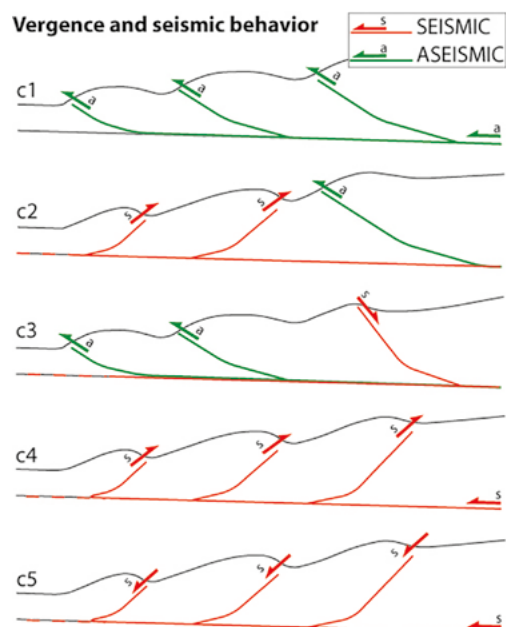 Vergence and seismic behavior
s SEISMIC
a ASEISMIC
c1 a a a a
c2 s s a
c3 a a s
c4 s s s s
c5 s s s s